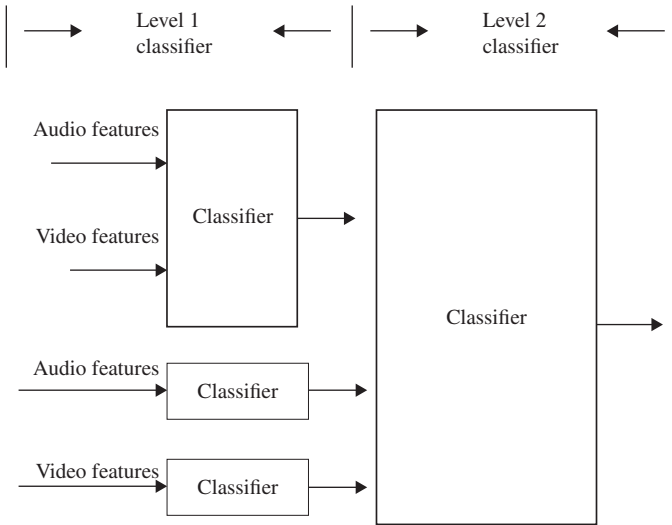 Level 1
classifier
Level 2
classifier
Audio features
Video features
Classifier
Classifier
Audio features
Classifier
Video features
Classifier